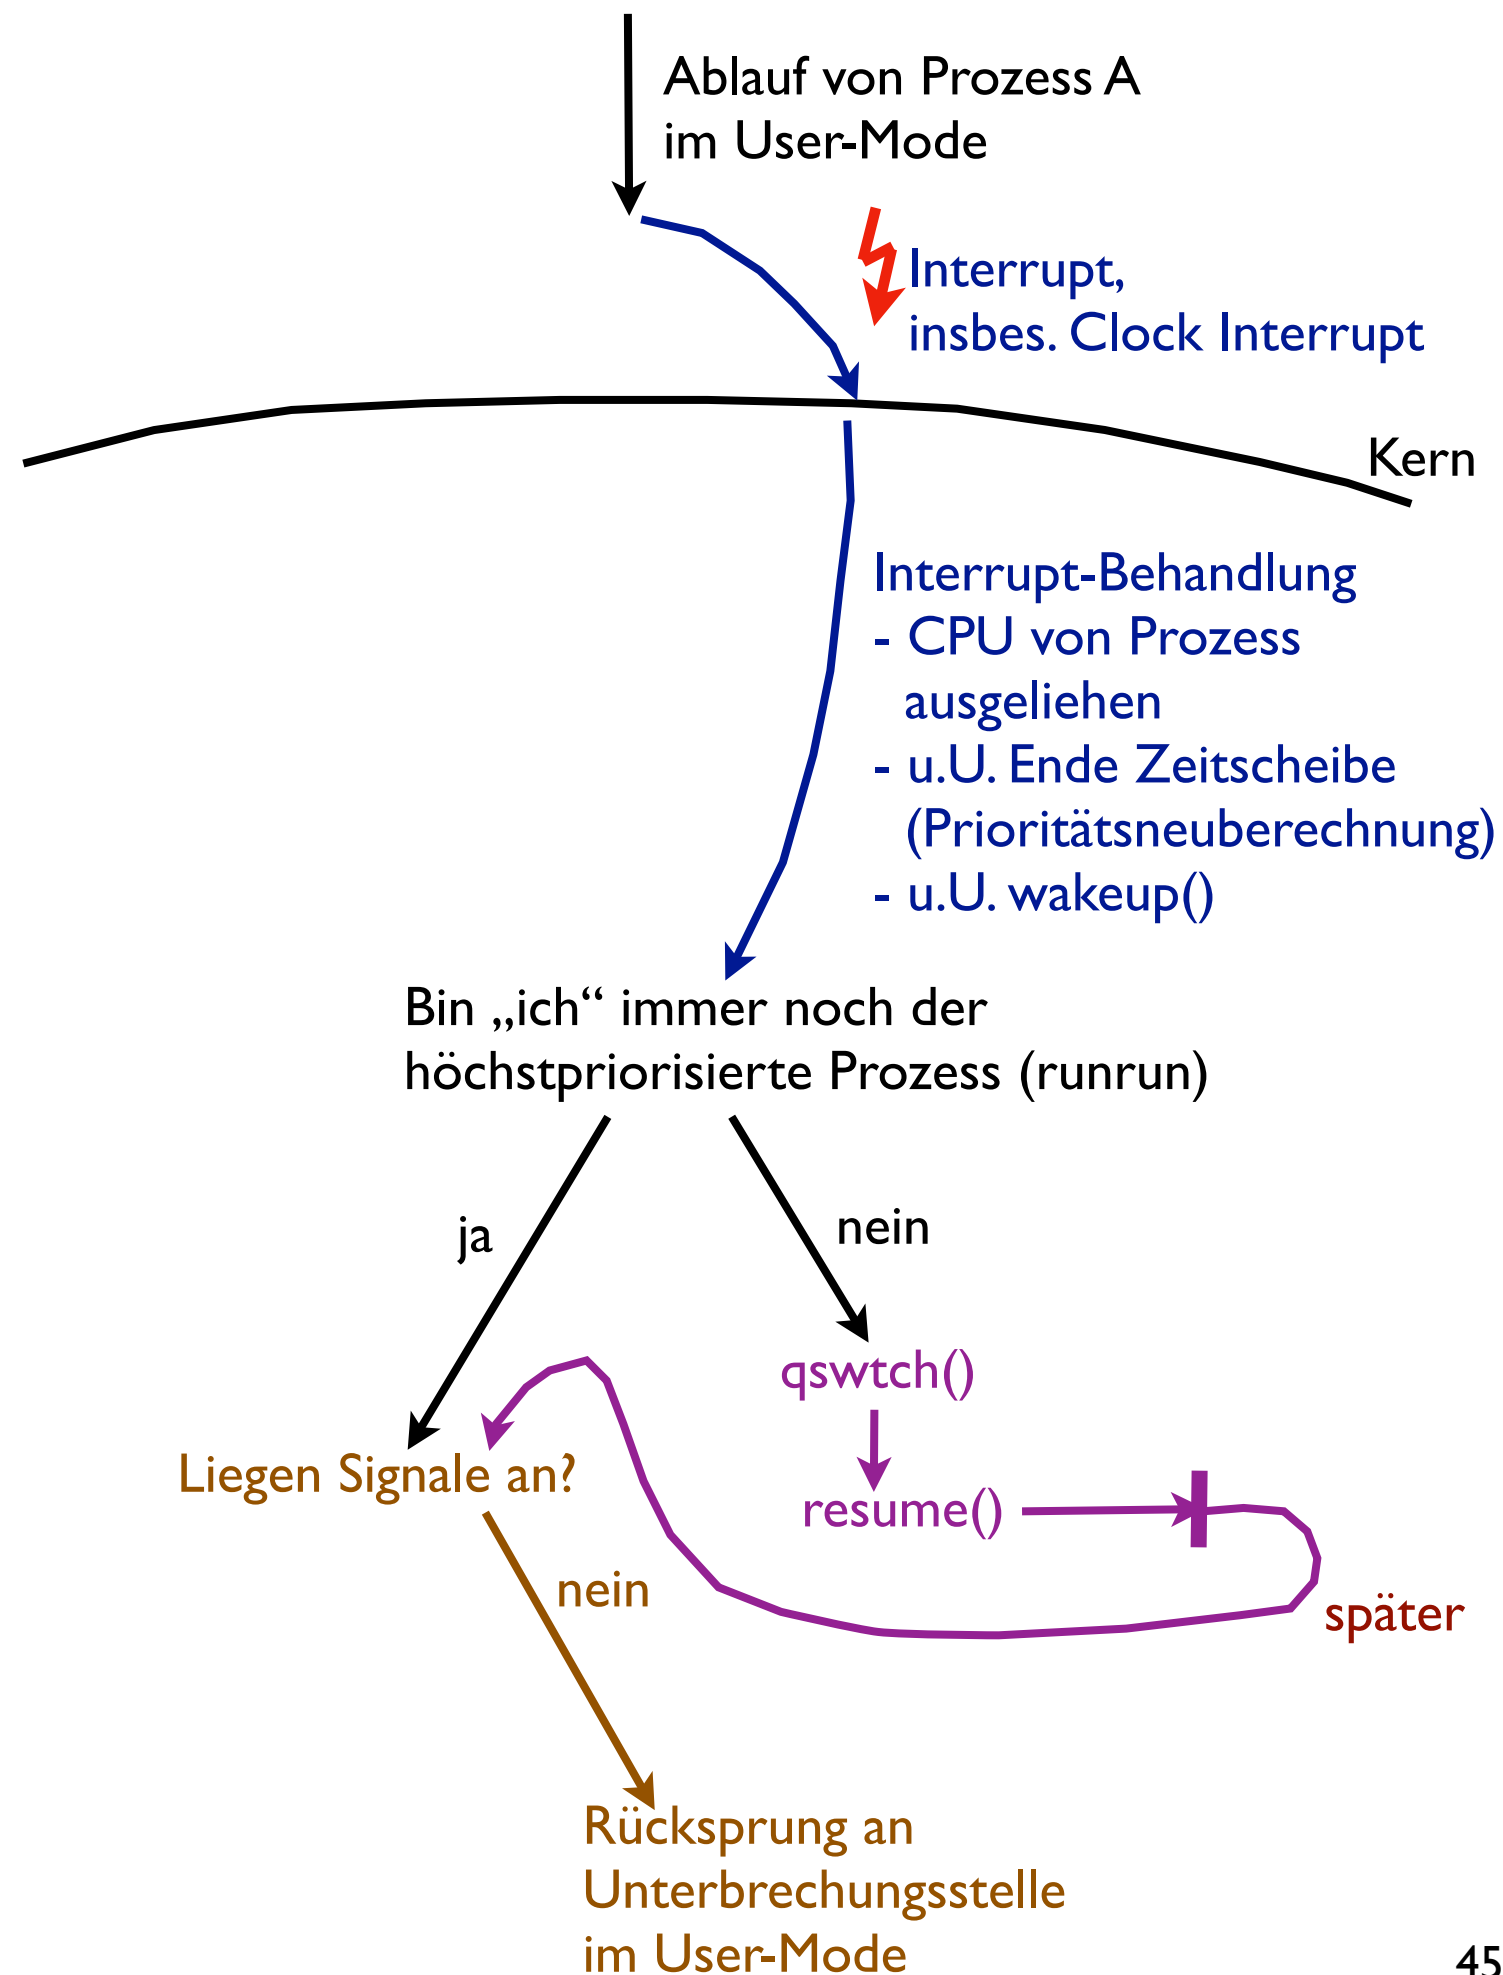 Ablauf von Prozess A
im User-Mode
Interrupt,
insbes. Clock Interrupt
Kern
Interrupt-Behandlung
- CPU von Prozess
ausgeliehen
- u.U. Ende Zeitscheibe
(Prioritätsneuberechnung)
- u.U. wakeup()
Bin „ich“ immer noch der
höchstpriorisierte Prozess (runrun)
ja
nein
qswtch()
Liegen Signale an?
resume()
nein
später
Rücksprung an
Unterbrechungsstelle
im User-Mode
45